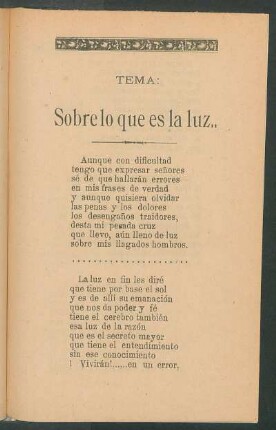 TEMA:
Sobre lo que es la luz..
Aunque con dificultad
tengo que expresar señores
sé de que hallarán errores
en mis frases de verdad
y aunque quisiera olvidar
las penas y los dolores
los desengaños traidores,
desta mi pesada cruz
que llevo, aún lleno de luz
sobre mis llagados hombros.
La luz en fin les diré
que tiene por base el sol
y es de allí su emanación
que nos da poder y fé
tiene el cerebro también
esa luz de la razón
que es el secreto mayor
que tiene el entendimiento
sin ese conocimiento
¡ Vivirán!......en un error,